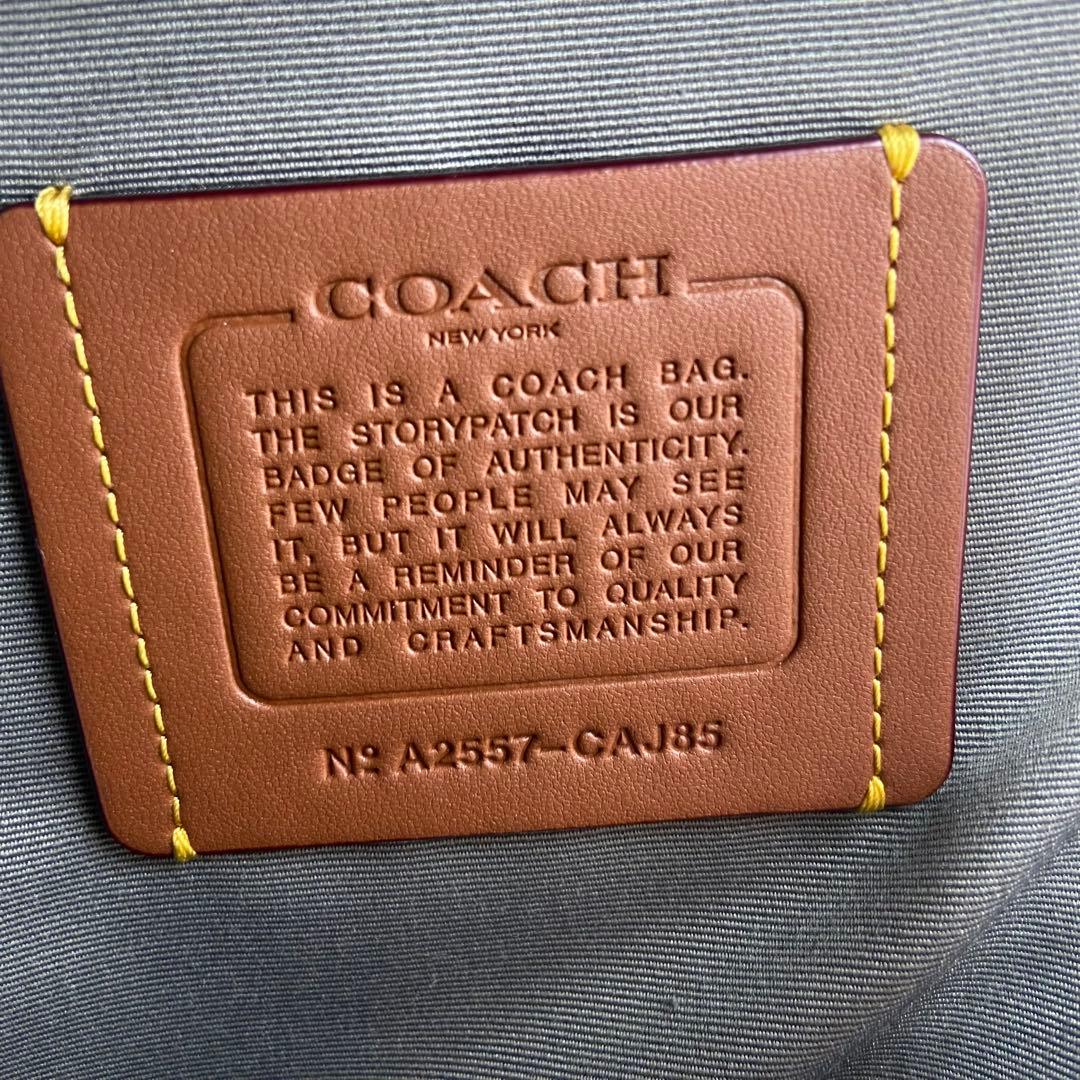 COACH
NEW YORK
THIS IS A COACH BAG.
THE STORYPATCH IS OUR
BADGE OF AUTHENTICITY.
FEW PEOPLE MAY SEE
IT, BUT IT WILL ALWAYS
BE A REMINDER OF OUR
COMMITMENT TO QUALITY
AND CRAFTSMANSHIP.
Nº A2557-CAJ85